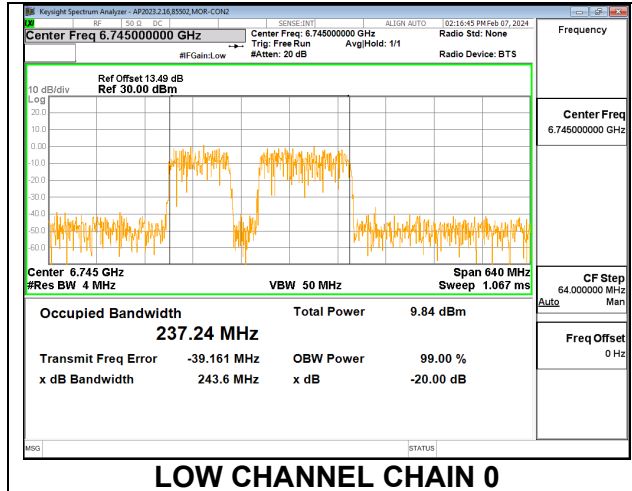 Keysight Spectrum Analyzer - AP2023.2.16,85502,MOR-CON2
RF 50 Ω DC SENSE:INT ALIGN AUTO 02:16:45 PM Feb 07, 2024
Center Freq 6.745000000 GHz Center Freq: 6.745000000 GHz Radio Std: None Frequency
Trig: Free Run Avg|Hold: 1/1
#IFGain:Low #Atten: 20 dB Radio Device: BTS
Ref Offset 13.49 dB
10 dB/div Ref 30.00 dBm
Log
20.0
10.0
0.00
-10.0
-20.0
-30.0
-40.0
-50.0
-60.0
Center Freq
6.745000000 GHz
Center 6.745 GHz Span 640 MHz
#Res BW 4 MHz VBW 50 MHz Sweep 1.067 ms
CF Step
64.000000 MHz
Auto Man
Occupied Bandwidth Total Power 9.84 dBm
237.24 MHz
Freq Offset
0 Hz
Transmit Freq Error -39.161 MHz OBW Power 99.00 %
x dB Bandwidth 243.6 MHz x dB -20.00 dB
MSG STATUS
LOW CHANNEL CHAIN 0